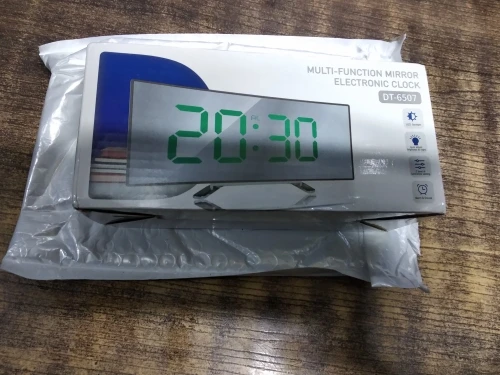 MULTI-FUNCTION MIRROR
ELECTRONIC CLOCK
DT-6507
20:30